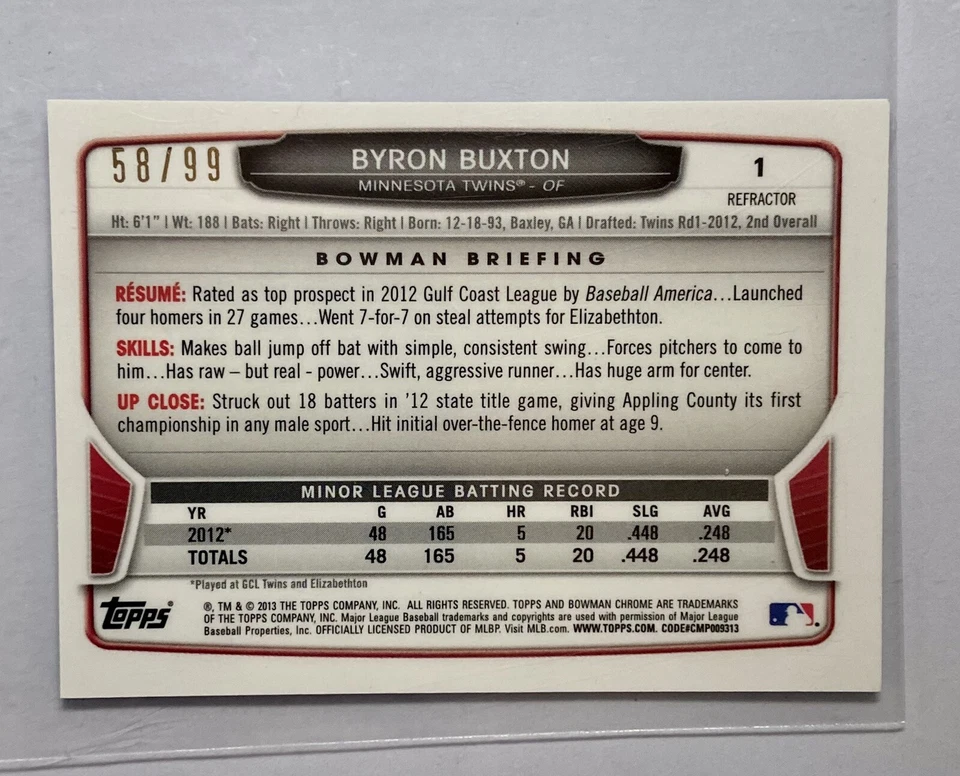 58/99
BYRON BUXTON
MINNESOTA TWINS® - OF
1
REFRACTOR
Ht: 6'1" | Wt: 188 | Bats: Right | Throws: Right | Born: 12-18-93, Baxley, GA | Drafted: Twins Rd1-2012, 2nd Overall
BOWMAN BRIEFING
RÉSUMÉ: Rated as top prospect in 2012 Gulf Coast League by Baseball America...Launched
four homers in 27 games...Went 7-for-7 on steal attempts for Elizabethton.
SKILLS: Makes ball jump off bat with simple, consistent swing...Forces pitchers to come to
him...Has raw – but real - power...Swift, aggressive runner...Has huge arm for center.
UP CLOSE: Struck out 18 batters in '12 state title game, giving Appling County its first
championship in any male sport...Hit initial over-the-fence homer at age 9.
MINOR LEAGUE BATTING RECORD
YR G AB HR RBI SLG AVG
2012* 48 165 5 20 .448 .248
TOTALS 48 165 5 20 .448 .248
*Played at GCL Twins and Elizabethton
topps®
®, TM & © 2013 THE TOPPS COMPANY, INC. ALL RIGHTS RESERVED. TOPPS AND BOWMAN CHROME ARE TRADEMARKS
OF THE TOPPS COMPANY, INC. Major League Baseball trademarks and copyrights are used with permission of Major League
Baseball Properties, Inc. OFFICIALLY LICENSED PRODUCT OF MLBP. Visit MLB.com. WWW.TOPPS.COM. CODE#CMP009313